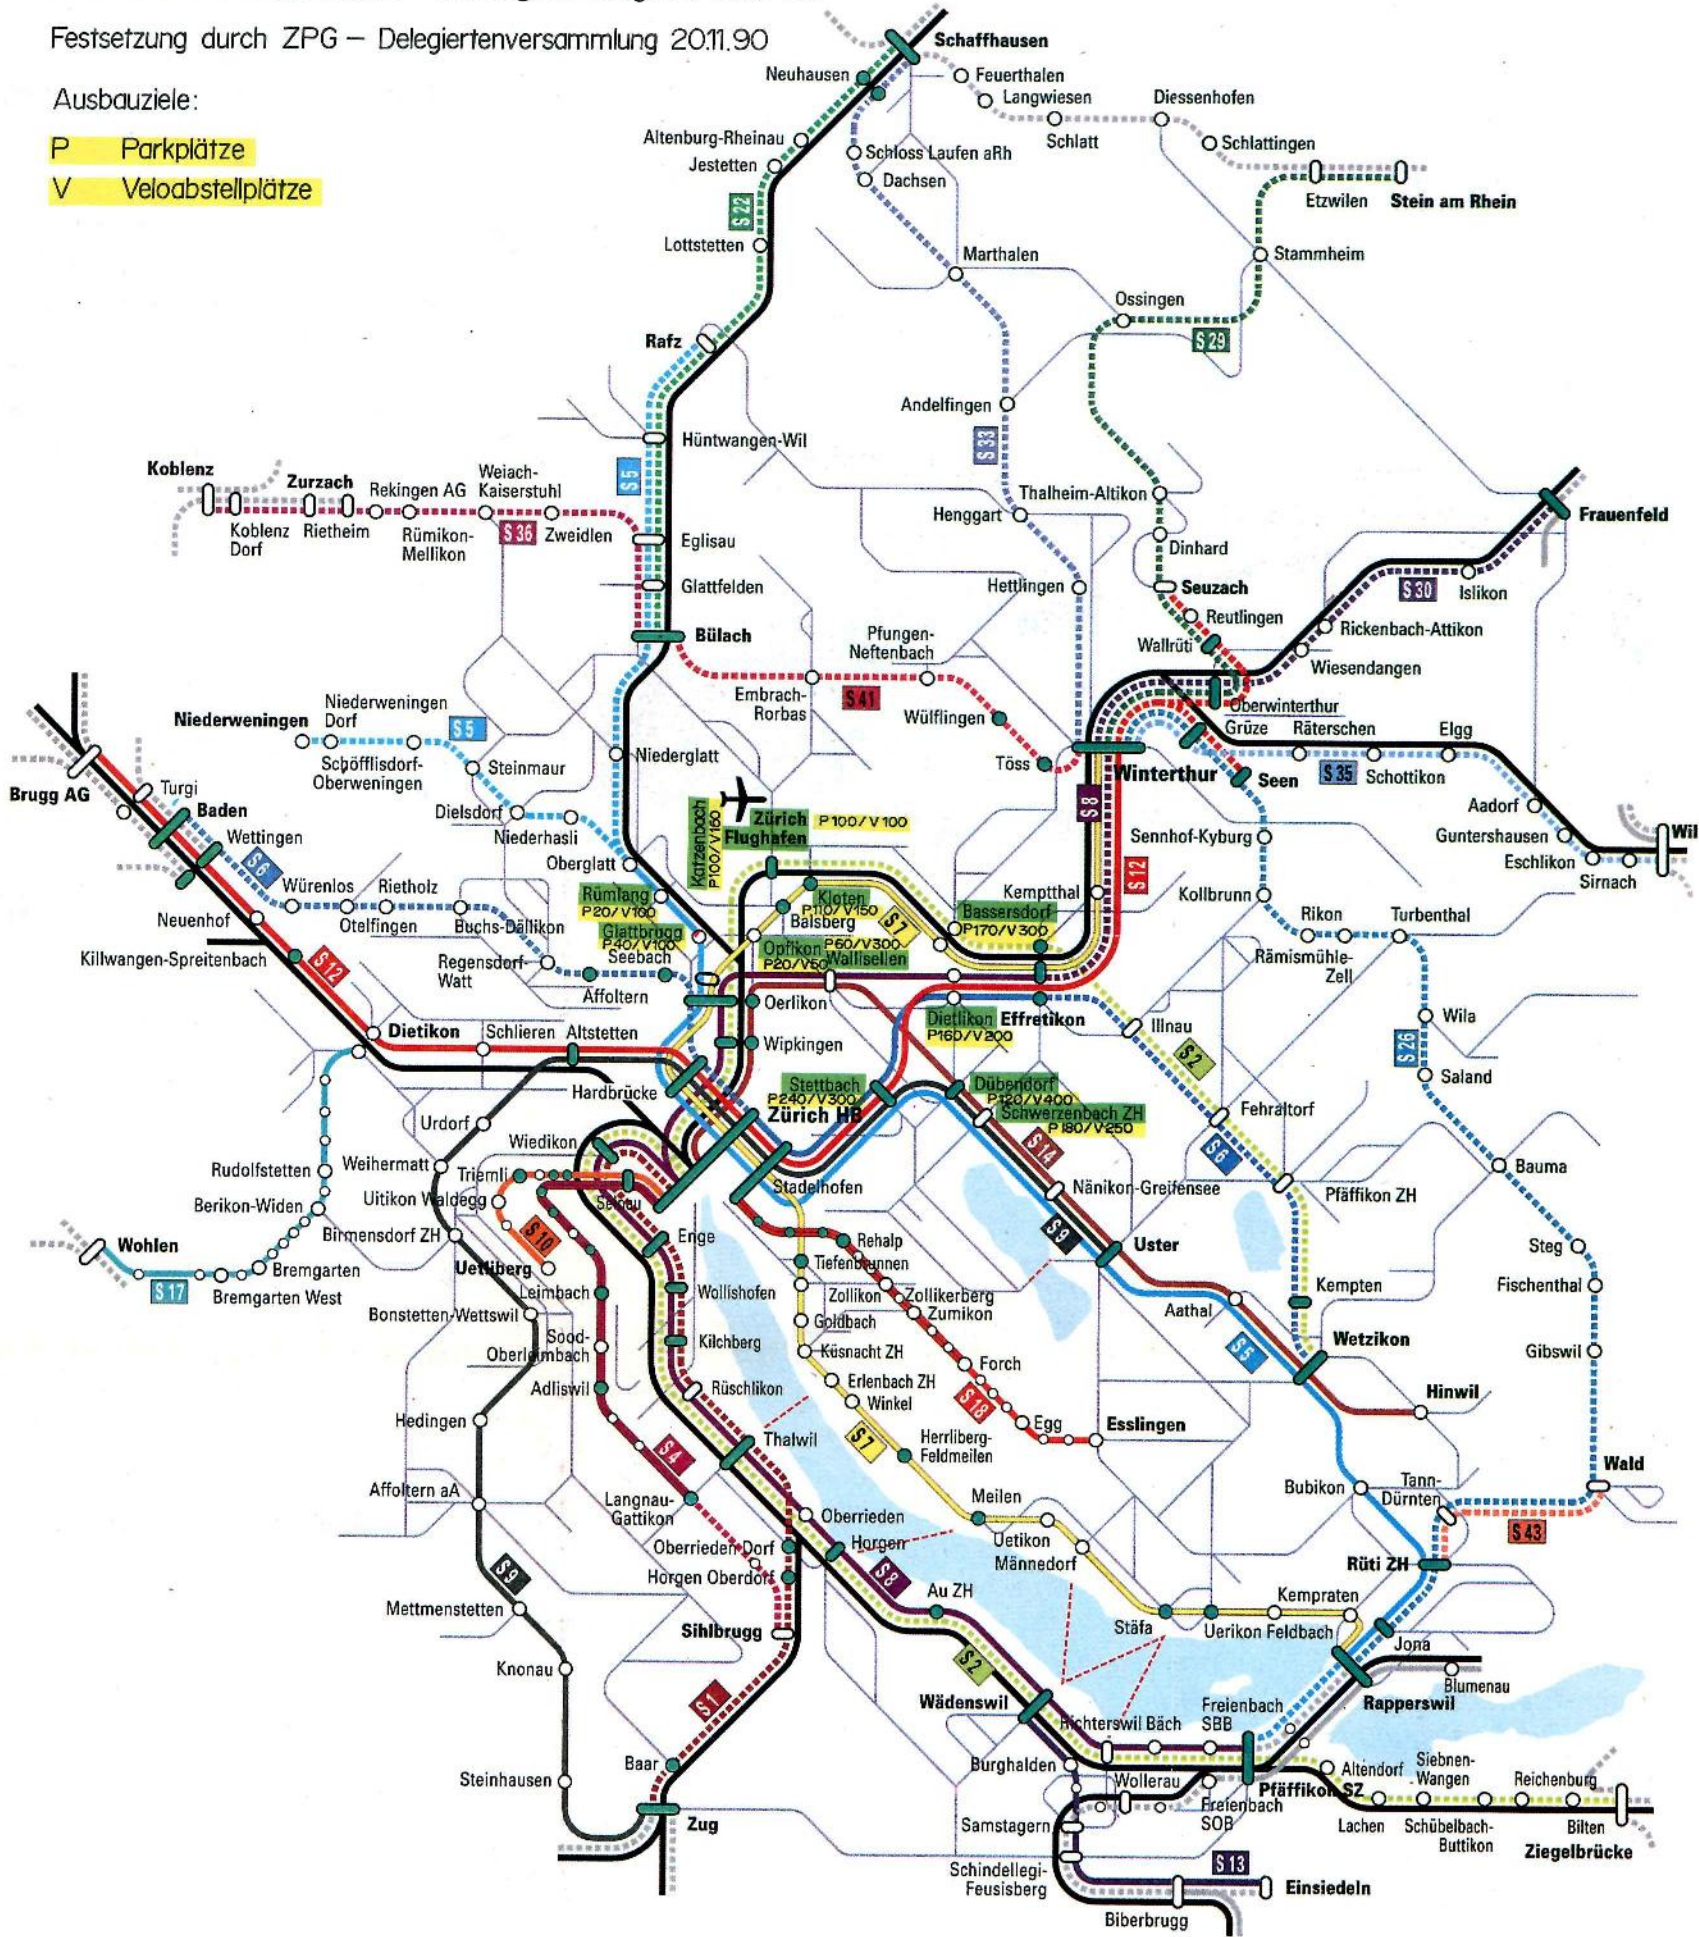 Festsetzung durch ZPG – Delegiertenversammlung 20.11.90
Ausbauziele:
P Parkplätze
V Veloabstellplätze
Schaffhausen
Neuhausen
Feuerthalen
Langwiesen
Diessenhofen
Schlatt
Schlattingen
Altenburg-Rheinau
Jestetten
Schloss Laufen aRh
Dachsen
Etzwilen
Stein am Rhein
S 22
Lottstetten
Marthalen
Stammheim
Ossingen
S 29
Rafz
Andelfingen
S 33
Hüntwangen-Wil
S 5
Koblenz
Zurzach
Rekingen AG
Weiach-
Kaiserstuhl
Koblenz
Dorf
Rietheim
Rümikon-
Mellikon
S 36
Zweidlen
Eglisau
Glattfelden
Bülach
Thalheim-Altikon
Henggart
Dinhard
Frauenfeld
Hettlingen
Seuzach
Reutlingen
Wallrüti
S 30
Islikon
Rickenbach-Attikon
Wiesendangen
Pfungen-
Neftenbach
Embrach-
Rorbas
S 41
Wülflingen
Töss
Oberwinterthur
Grüze
Räterschen
Elgg
Winterthur
Seen
S 35
Schottikon
Aadorf
Guntershausen
Eschlikon
Sirnach
Wil
Niederweningen
Niederweningen
Dorf
S 5
Schöfflisdorf-
Oberweningen
Steinmaur
Niederglatt
Dielsdorf
Niederhasli
Oberglatt
Brugg AG
Turgi
Baden
Wettingen
S 6
Würenlos
Rietholz
Otelfingen
Buchs-Dällikon
Neuenhof
Killwangen-Spreitenbach
S 12
Regensdorf-
Watt
Affoltern
Seebach
Katzenbach
P100/V160
Zürich
Flughafen
P 100/ V 100
Rümlang
P20/V100
Glattbrugg
P40/V100
Kloten
P110/V150
Balsberg
S 7
Opfikon
P20/V50
P60/V300
Wallisellen
Bassersdorf
P170/V300
Kemptthal
S 8
S 12
Sennhof-Kyburg
Kollbrunn
Rikon
Turbenthal
Rämismühle-
Zell
Wila
S 26
Saland
Oerlikon
Wipkingen
Dietlikon
P160/V200
Effretikon
Illnau
S 2
Dietikon
Schlieren
Altstetten
Hardbrücke
Stettbach
P240/V300
Dübendorf
P120/V400
Schwerzenbach ZH
P180/V250
Zürich HB
Fehraltorf
S 6
S 14
Urdorf
Wiedikon
Weihermatt
Triemli
Uitikon Waldegg
Selnau
Stadelhofen
Rudolfstetten
Berikon-Widen
Birmensdorf ZH
S 10
Uetliberg
Enge
Nänikon-Greifensee
S 9
Uster
Pfäffikon ZH
Bauma
Steg
Fischenthal
Gibswil
Wohlen
S 17
Bremgarten
Bremgarten West
Bonstetten-Wettswil
Leimbach
Sood-
Oberleimbach
Adliswil
Wollishofen
Kilchberg
Rüschlikon
Rehalp
Tiefenbrunnen
Zollikon
Zollikerberg
Zumikon
Goldbach
Küsnacht ZH
Erlenbach ZH
Winkel
Forch
S 18
S 7
Egg
Esslingen
Herrliberg-
Feldmeilen
Aathal
S 5
Kempten
Wetzikon
Hinwil
Hedingen
Affoltern aA
S 4
Langnau-
Gattikon
Thalwil
Oberrieden
Oberrieden Dorf
Horgen
Horgen Oberdorf
Meilen
Uetikon
Männedorf
Bubikon
Tann-
Dürnten
Wald
S 43
Rüti ZH
S 9
Mettmenstetten
Knonau
Sihlbrugg
S 8
Au ZH
S 2
Stäfa
Uerikon
Feldbach
Kempraten
Jona
Blumenau
Rapperswil
S 1
Baar
Steinhausen
Zug
Wädenswil
Richterswil
Bäch
Freienbach
SBB
Burghalden
Wollerau
Freienbach
SOB
Pfäffikon SZ
Altendorf
Lachen
Siebnen-
Wangen
Schübelbach-
Buttikon
Reichenburg
Bilten
Ziegelbrücke
Samstagern
Schindellegi-
Feusisberg
S 13
Einsiedeln
Biberbrugg